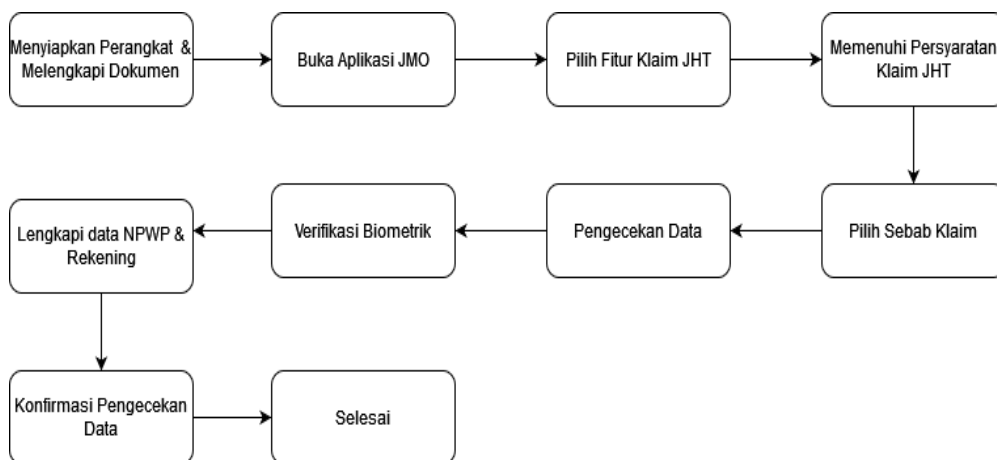 Menyiapkan Perangkat &
Melengkapi Dokumen
Buka Aplikasi JMO
Pilih Fitur Klaim JHT
Memenuhi Persyaratan
Klaim JHT
Pilih Sebab Klaim
Pengecekan Data
Verifikasi Biometrik
Lengkapi data NPWP &
Rekening
Konfirmasi Pengecekan
Data
Selesai